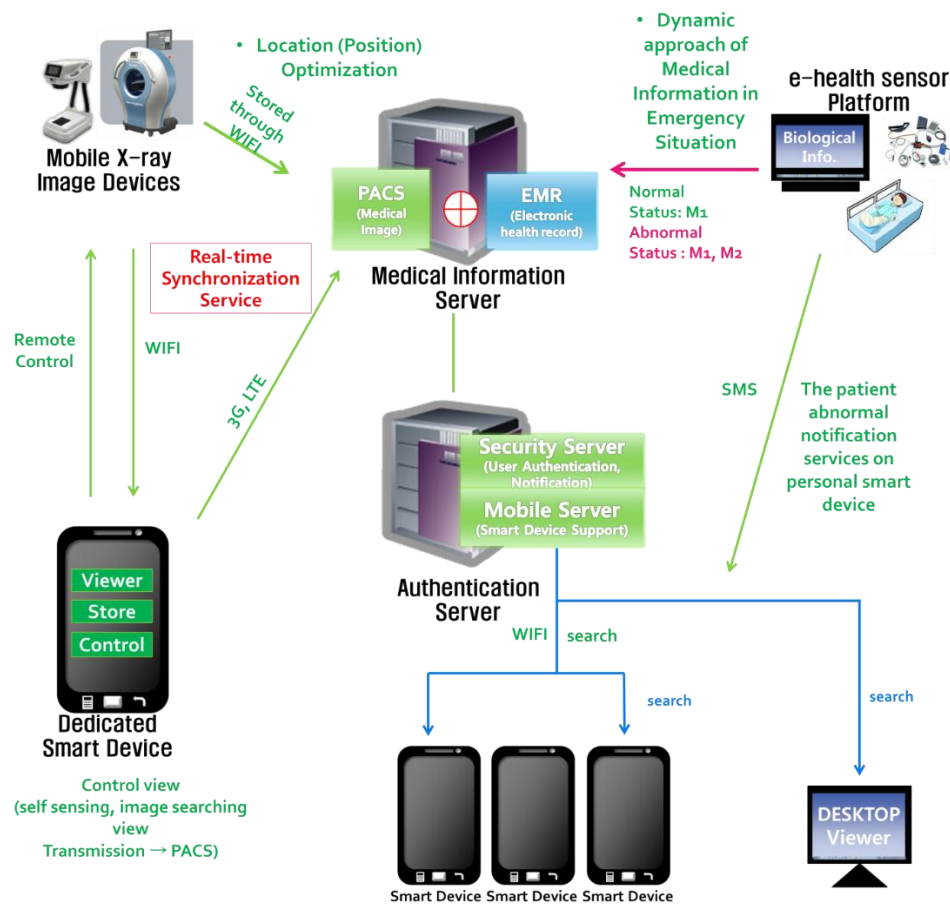 • Location (Position)
Optimization
• Dynamic
approach of
Medical
Information in
Emergency
Situation
e-health sensor
Platform
Biological
Info.
Stored
through
WIFI
Mobile X-ray
Image Devices
PACS
(Medical
Image)
EMR
(Electronic
health record)
Normal
Status: M1
Abnormal
Status : M1, M2
Medical Information
Server
Real-time
Synchronization
Service
Remote
Control
WIFI
3G, LTE
SMS
The patient
abnormal
notification
services on
personal smart
device
Security Server
(User Authentication,
Notification)
Mobile Server
(Smart Device Support)
Authentication
Server
Viewer
Store
Control
Dedicated
Smart Device
WIFI
search
search
search
Control view
(self sensing, image searching
view
Transmission → PACS)
DESKTOP
Viewer
Smart Device
Smart Device
Smart Device